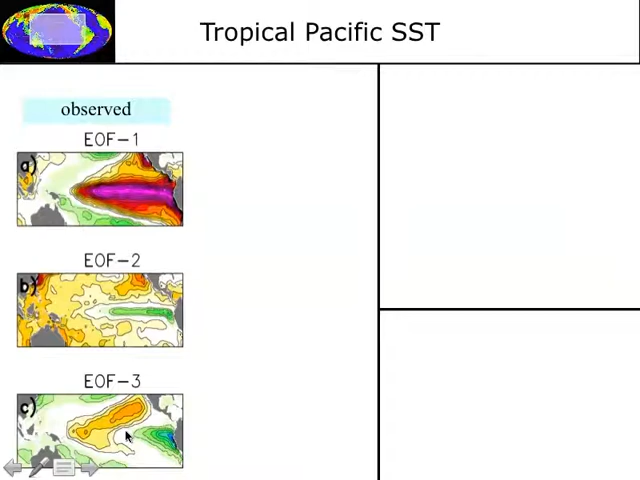 Tropical Pacific SST
observed
EOF-1
a)
EOF-2
b)
EOF-3
c)